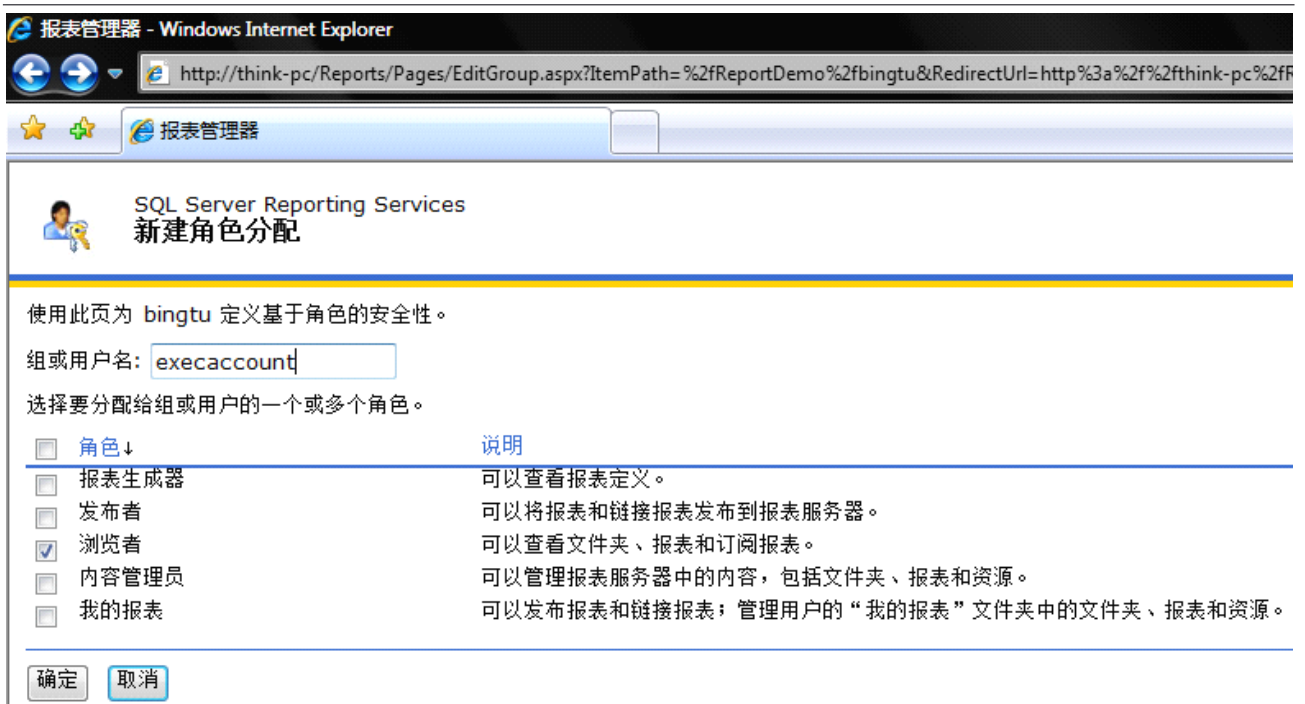 报表管理器 - Windows Internet Explorer
http://think-pc/Reports/Pages/EditGroup.aspx?ItemPath=%2fReportDemo%2fbingtu&RedirectUrl=http%3a%2f%2fthink-pc%2fR
报表管理器
SQL Server Reporting Services
新建角色分配
使用此页为 bingtu 定义基于角色的安全性。
组或用户名: execaccount
选择要分配给组或用户的一个或多个角色。
角色↓ 说明
报表生成器 可以查看报表定义。
发布者 可以将报表和链接报表发布到报表服务器。
浏览者 可以查看文件夹、报表和订阅报表。
内容管理员 可以管理报表服务器中的内容，包括文件夹、报表和资源。
我的报表 可以发布报表和链接报表；管理用户的“我的报表”文件夹中的文件夹、报表和资源。
确定 取消